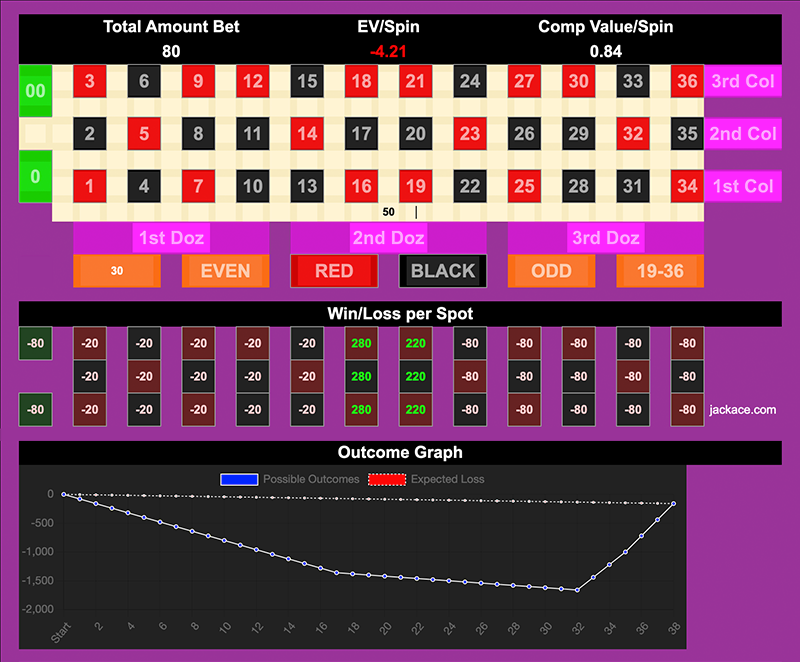 Total Amount Bet EV/Spin Comp Value/Spin
80 -4.21 0.84
00 3 6 9 12 15 18 21 24 27 30 33 36 3rd Col
2 5 8 11 14 17 20 23 26 29 32 35 2nd Col
0 1 4 7 10 13 16 19 22 25 28 31 34 1st Col
50
1st Doz 2nd Doz 3rd Doz
30 EVEN RED BLACK ODD 19-36
Win/Loss per Spot
-80 -20 -20 -20 -20 -20 280 220 -80 -80 -80 -80 -80
-20 -20 -20 -20 -20 280 220 -80 -80 -80 -80 -80
-80 -20 -20 -20 -20 -20 280 220 -80 -80 -80 -80 -80
jackace.com
Outcome Graph
Possible Outcomes Expected Loss
0
-500
-1,000
-1,500
-2,000
Start 2 4 6 8 10 12 14 16 18 20 22 24 26 28 30 32 34 36 38